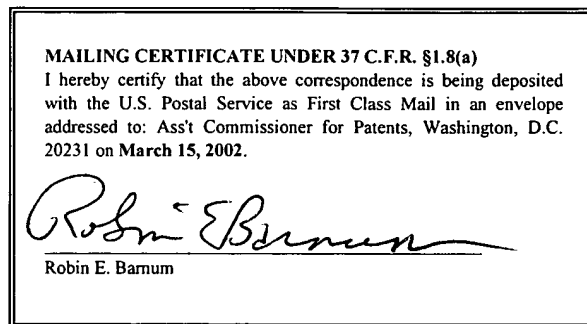 MAILING CERTIFICATE UNDER 37 C.F.R. §1.8(a)
I hereby certify that the above correspondence is being deposited
with the U.S. Postal Service as First Class Mail in an envelope
addressed to: Ass't Commissioner for Patents, Washington, D.C.
20231 on March 15, 2002.
Robin E Barnum
Robin E. Barnum